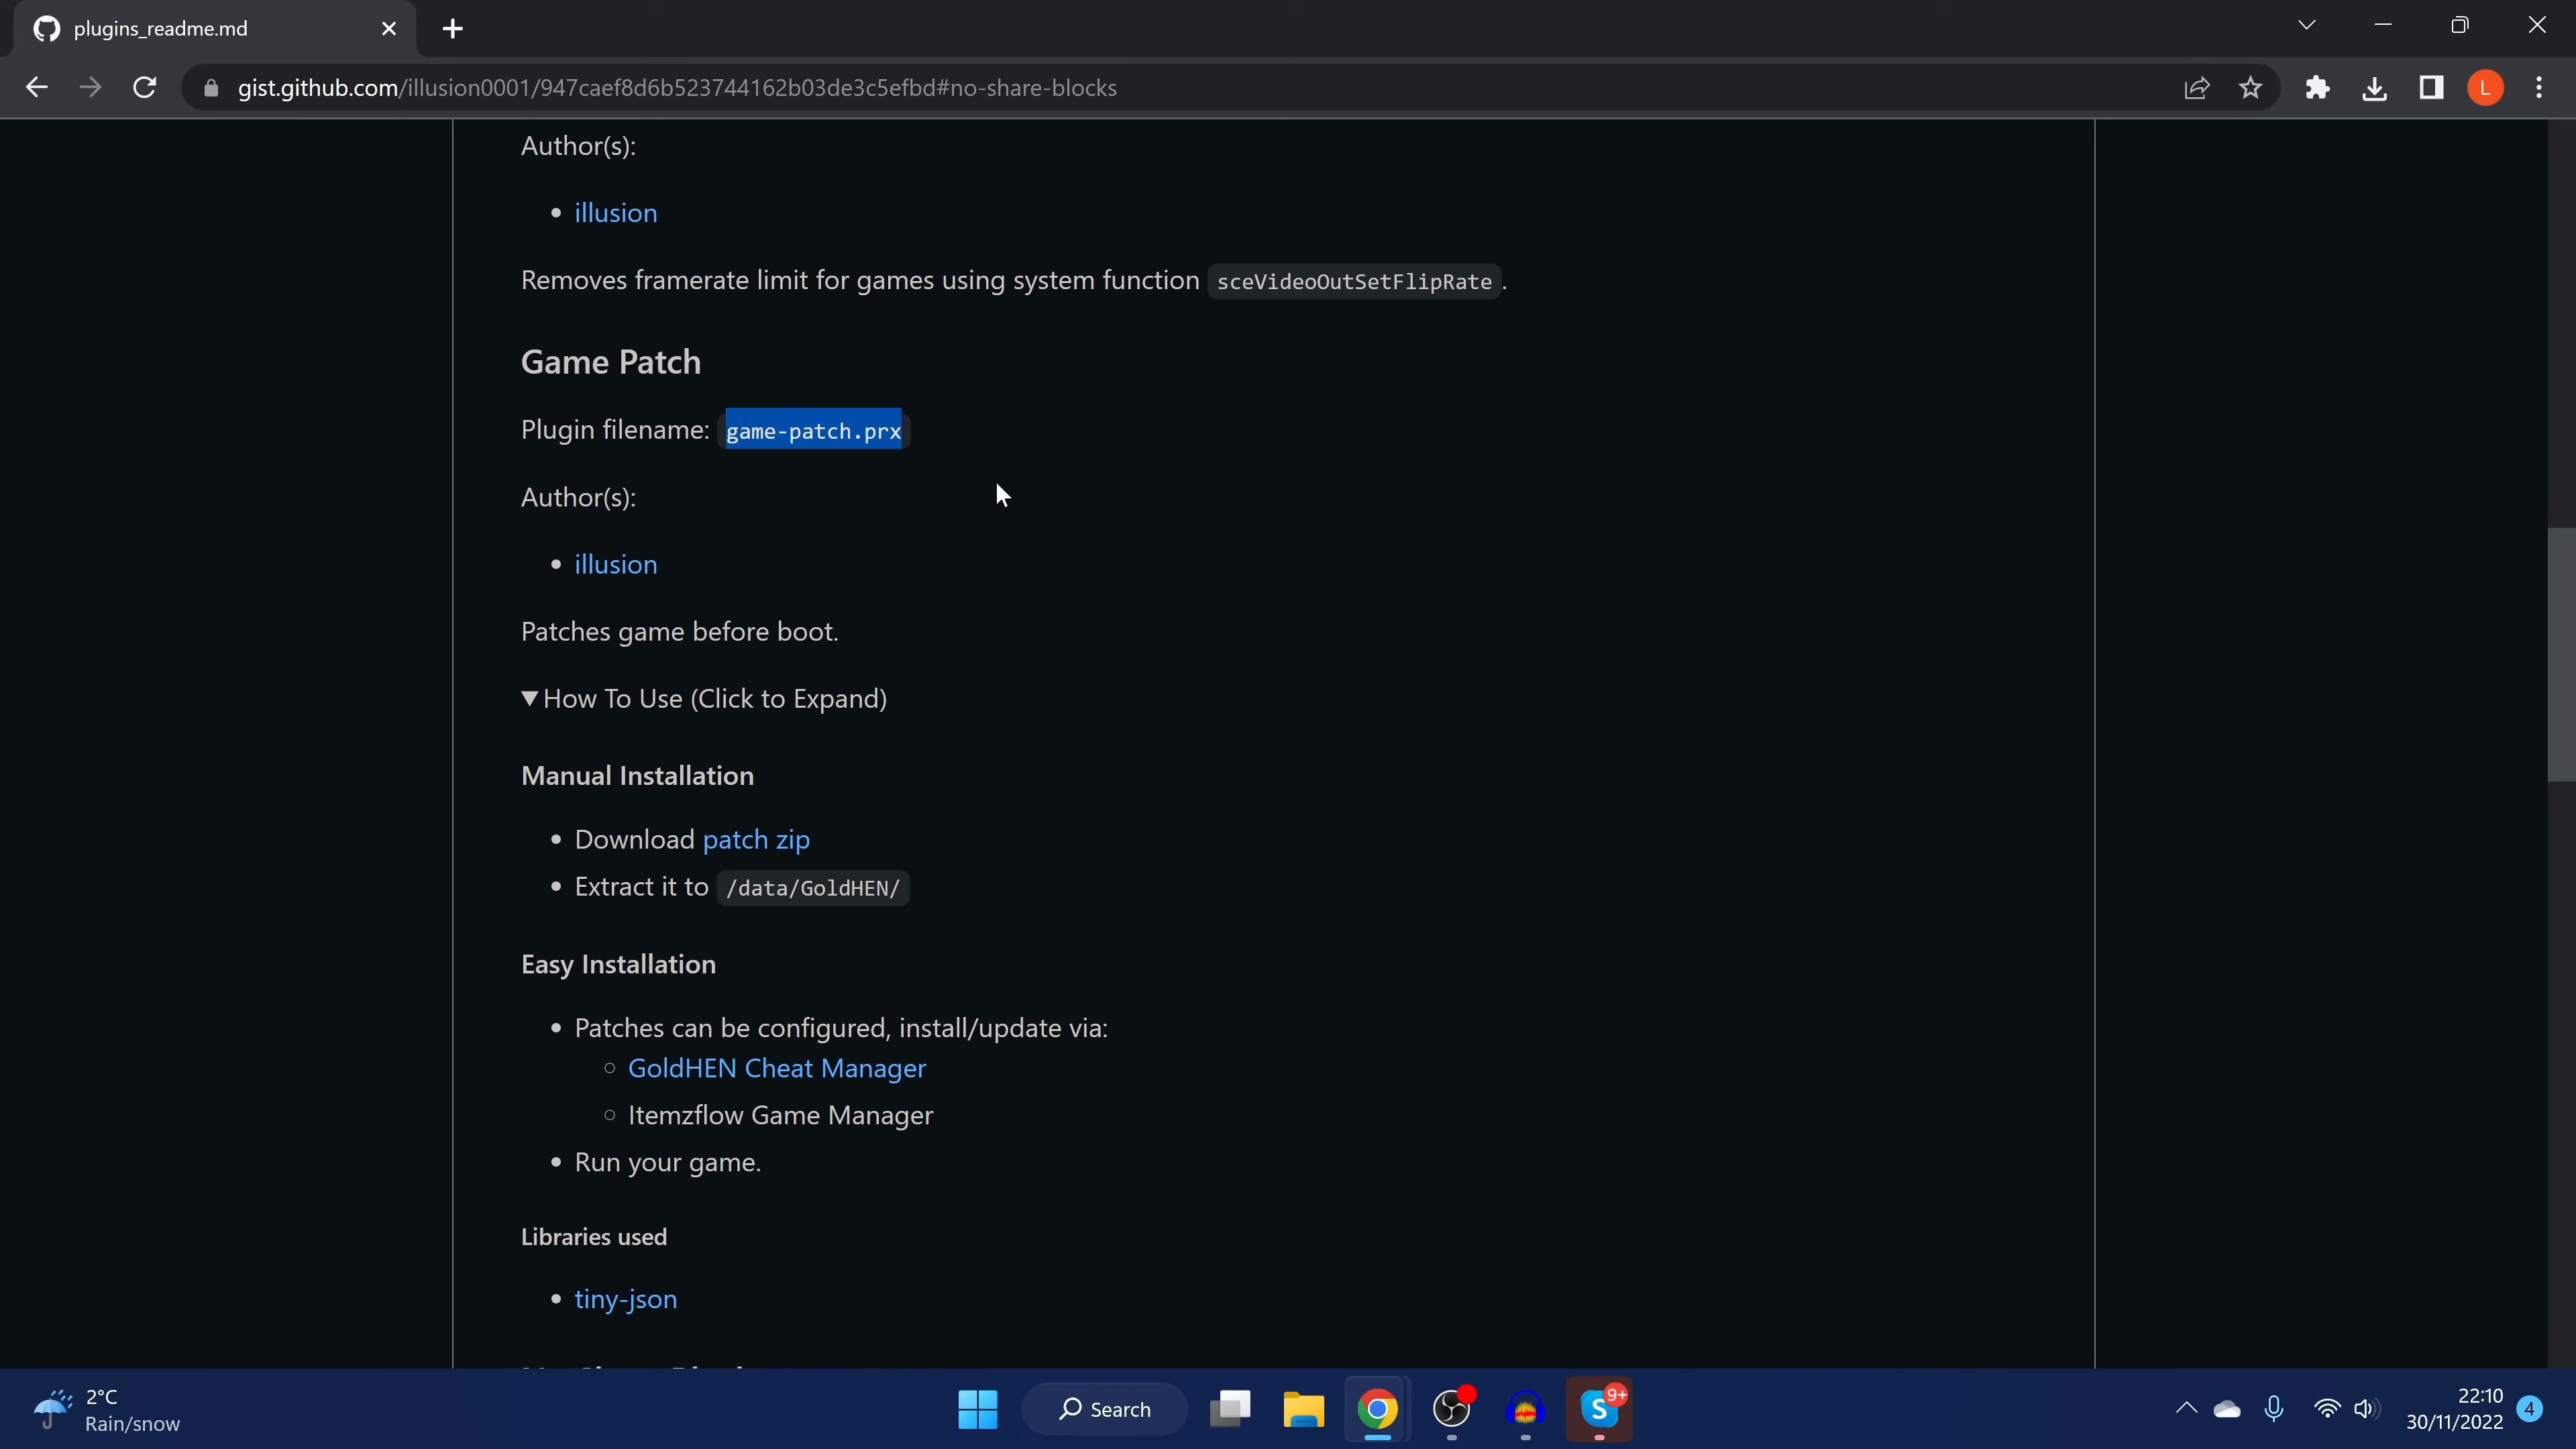 plugins_readme.md
gist.github.com/illusion0001/947caef8d6b523744162b03de3c5efbd#no-share-blocks
L
Author(s):
illusion
Removes framerate limit for games using system function sceVideoOutSetFlipRate .
Game Patch
Plugin filename: game-patch.prx
Author(s):
illusion
Patches game before boot.
How To Use (Click to Expand)
Manual Installation
Download patch zip
Extract it to /data/GoldHEN/
Easy Installation
Patches can be configured, install/update via:
GoldHEN Cheat Manager
Itemzflow Game Manager
Run your game.
Libraries used
tiny-json
2°C
Rain/snow
Search
S
9+
22:10
30/11/2022
4